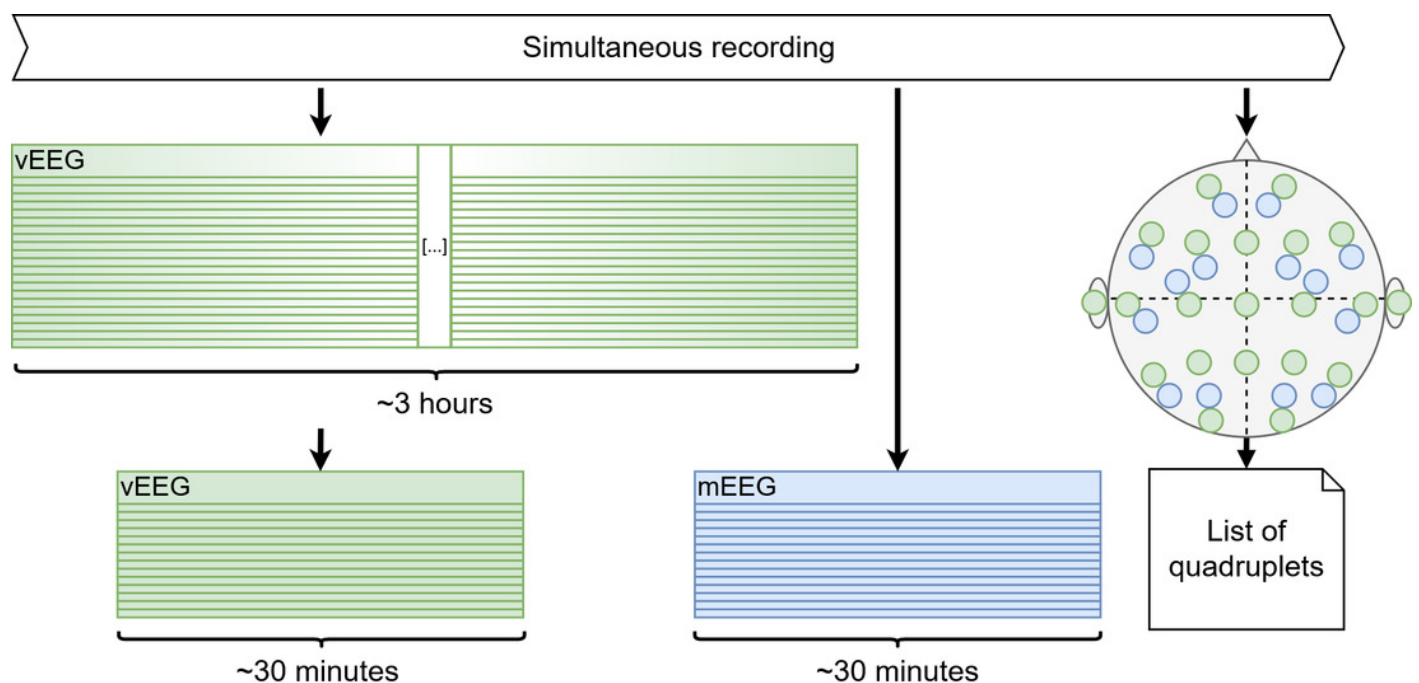 Simultaneous recording
vEEG
[...]
~3 hours
vEEG
mEEG
List of
quadruplets
~30 minutes
~30 minutes